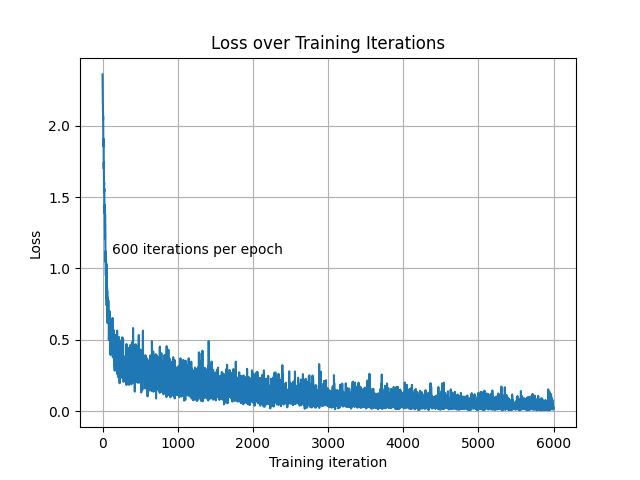 Loss over Training Iterations
Loss
2.0
1.5
1.0
0.5
0.0
600 iterations per epoch
0 1000 2000 3000 4000 5000 6000
Training iteration